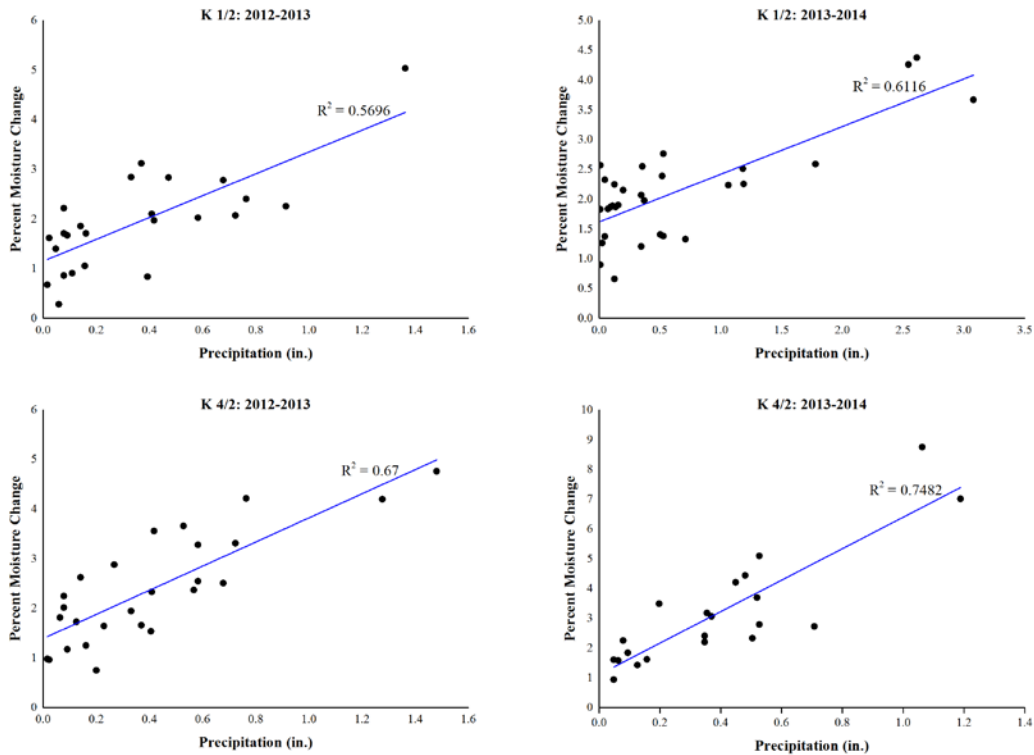 K 1/2: 2012-2013
6
5
4
3
2
1
0
Percent Moisture Change
R² = 0.5696
0.0 0.2 0.4 0.6 0.8 1.0 1.2 1.4 1.6
Precipitation (in.)
K 1/2: 2013-2014
5.0
4.5
4.0
3.5
3.0
2.5
2.0
1.5
1.0
0.5
0.0
Percent Moisture Change
R² = 0.6116
0.0 0.5 1.0 1.5 2.0 2.5 3.0 3.5
Precipitation (in.)
K 4/2: 2012-2013
6
5
4
3
2
1
0
Percent Moisture Change
R² = 0.67
0.0 0.2 0.4 0.6 0.8 1.0 1.2 1.4 1.6
Precipitation (in.)
K 4/2: 2013-2014
10
9
8
7
6
5
4
3
2
1
0
Percent Moisture Change
R² = 0.7482
0.0 0.2 0.4 0.6 0.8 1.0 1.2 1.4
Precipitation (in.)